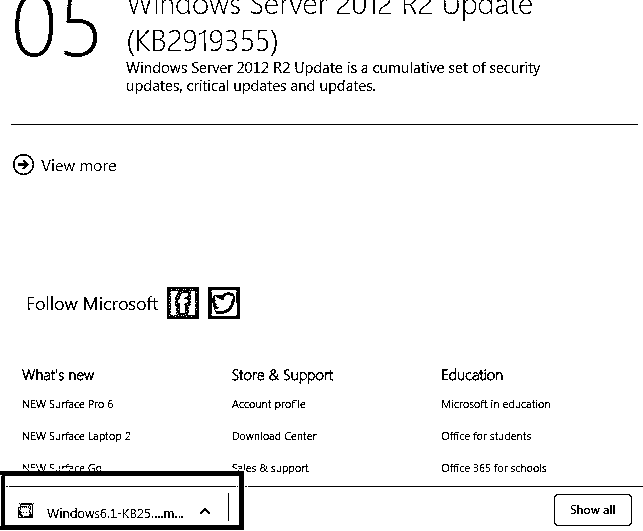 05
Windows Server 2012 R2 Update
(KB2919355)
Windows Server 2012 R2 Update is a cumulative set of security
updates, critical updates and updates.
View more
Follow Microsoft
What's new
Store & Support
Education
NEW Surface Pro 6
Account profile
Microsoft in education
NEW Surface Laptop 2
Download Center
Office for students
NEW Surface Go
Sales & support
Office 365 for schools
Windows6.1-KB25....m...
Show all